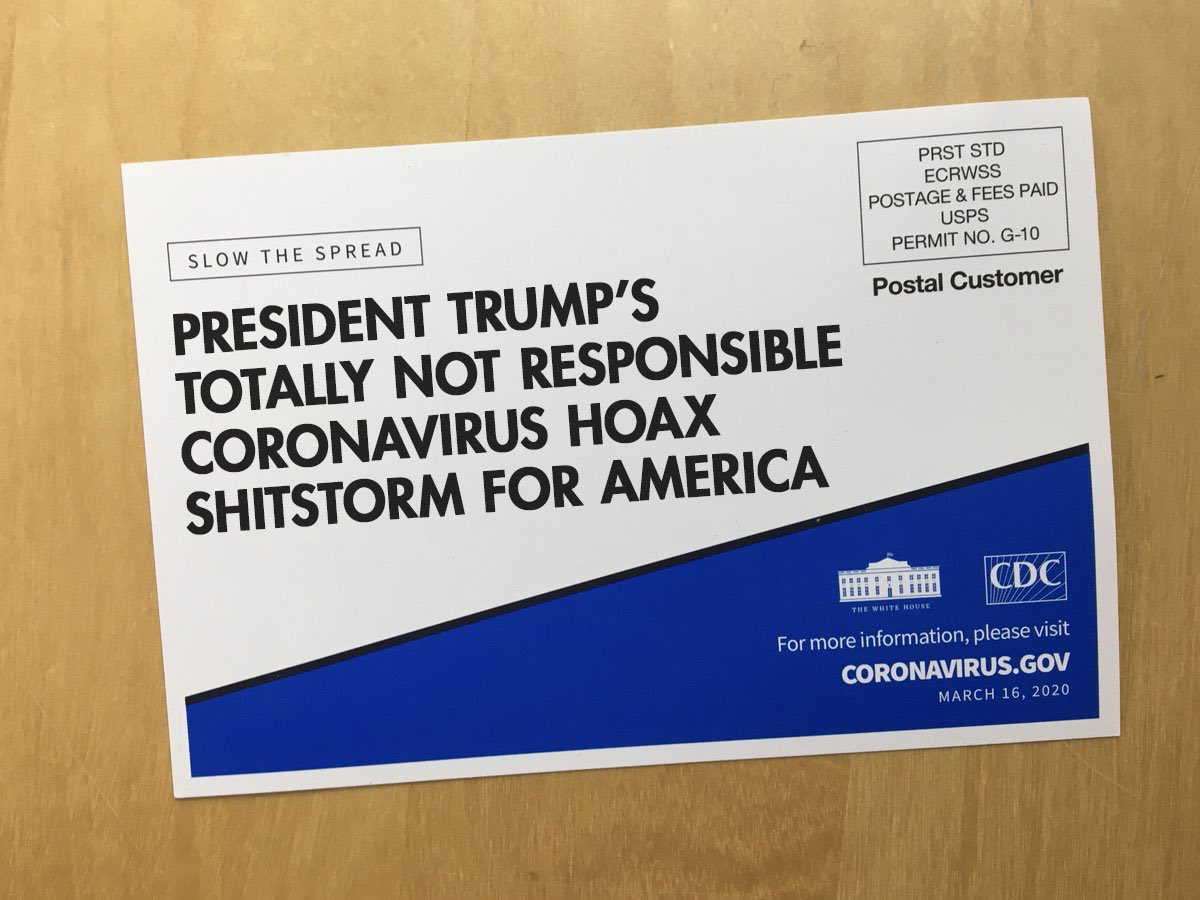 PRST STD
ECRWSS
POSTAGE & FEES PAID
USPS
PERMIT NO. G-10
Postal Customer
SLOW THE SPREAD
PRESIDENT TRUMP’S
TOTALLY NOT RESPONSIBLE
CORONAVIRUS HOAX
SHITSTORM FOR AMERICA
THE WHITE HOUSE
CDC
For more information, please visit
CORONAVIRUS.GOV
MARCH 16, 2020